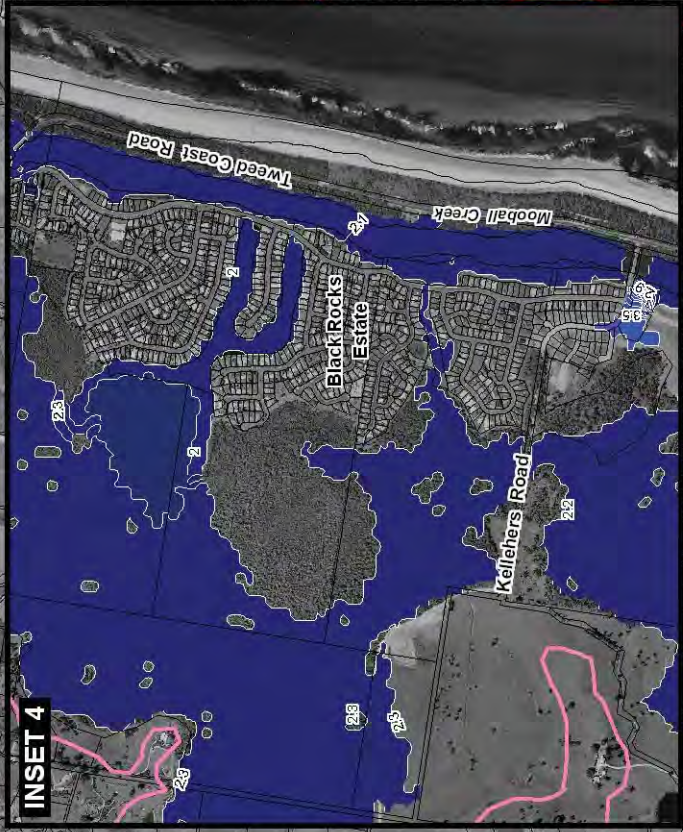 Tweed Coast Road
Mooball Creek
2.1
2
Black Rocks
Estate
2.9
3.5
2.3
2
Kellehers Road
2.2
2.3
2.3
2.3
INSET 4